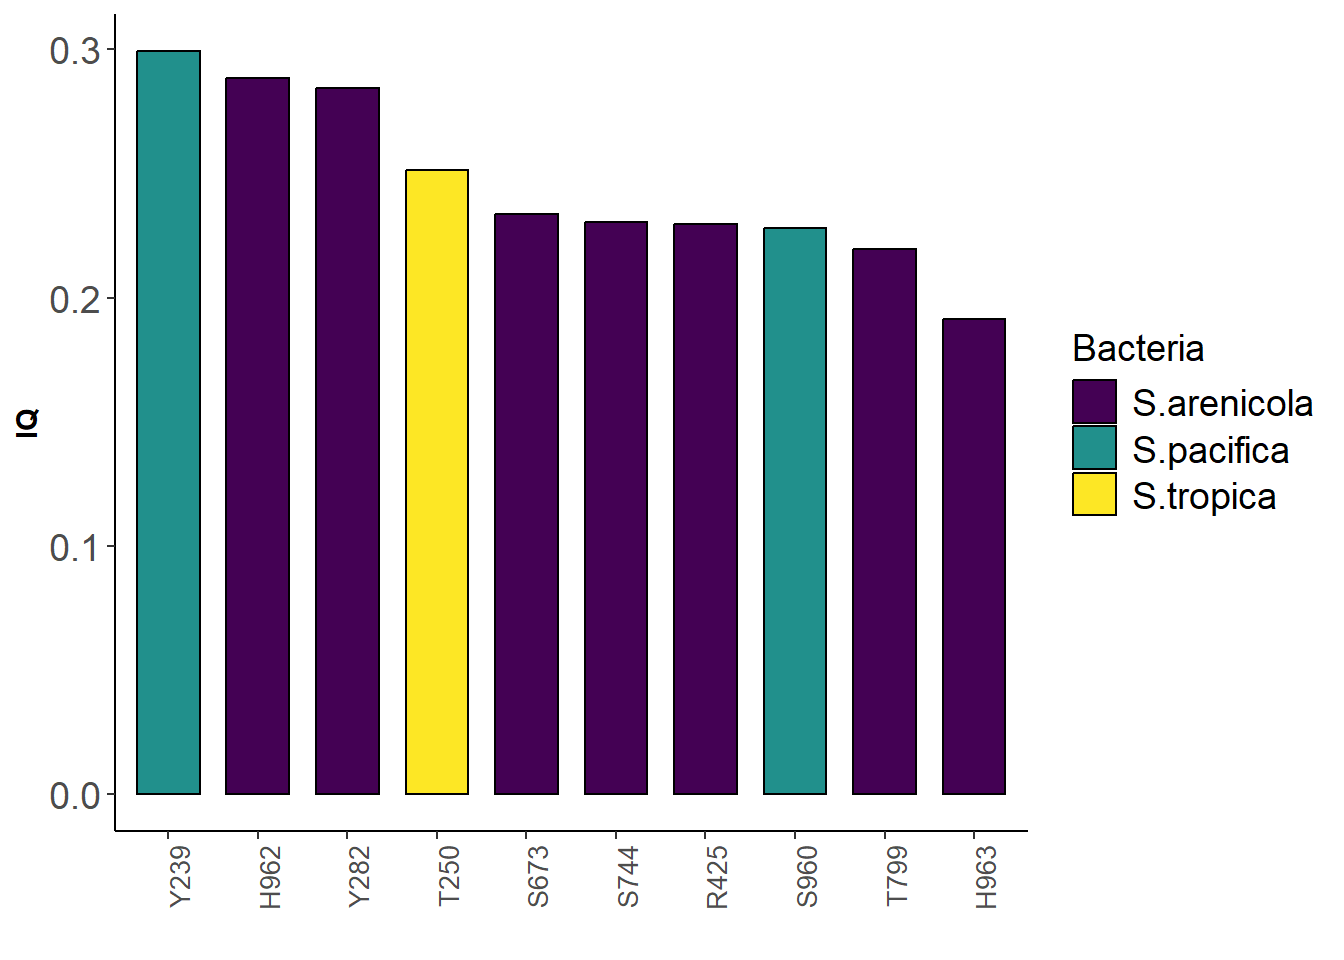 0.3
0.2
0.1
0.0
IQ
Y239
H962
Y282
T250
S673
S744
R425
S960
T799
H963
Bacteria
S.arenicola
S.pacifica
S.tropica